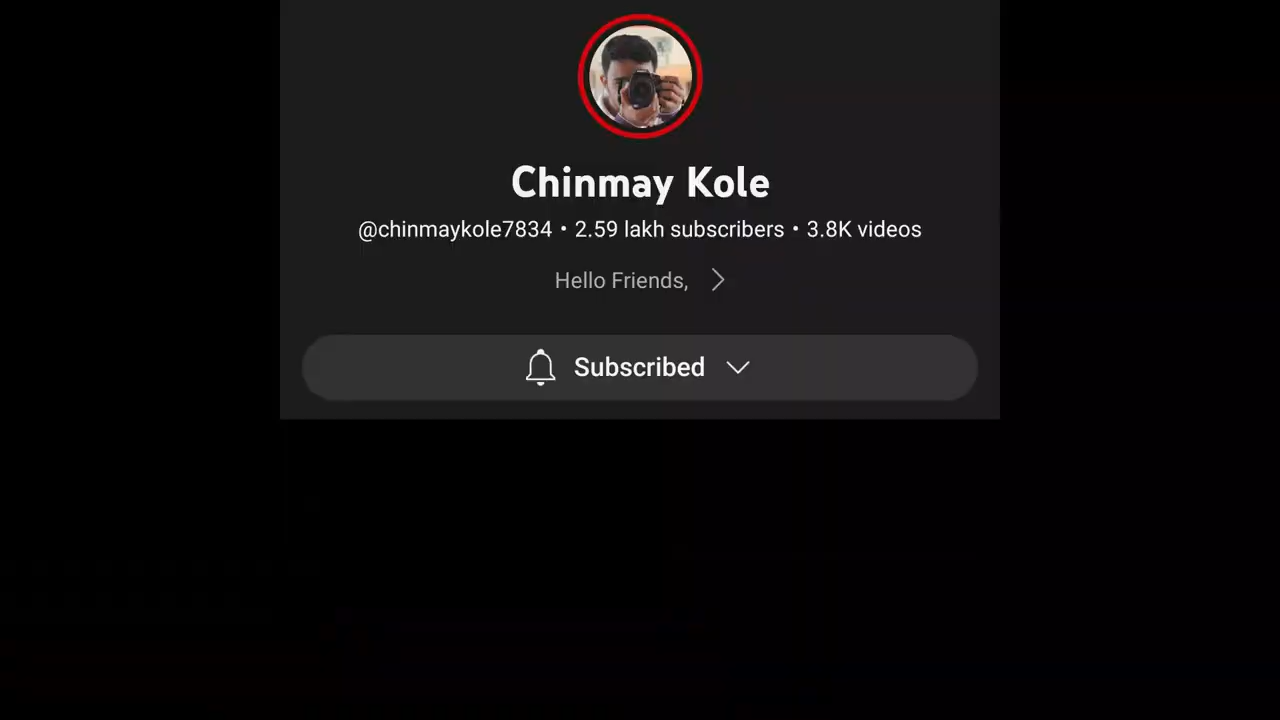 Chinmay Kole
@chinmaykole7834 • 2.59 lakh subscribers • 3.8K videos
Hello Friends,
Subscribed